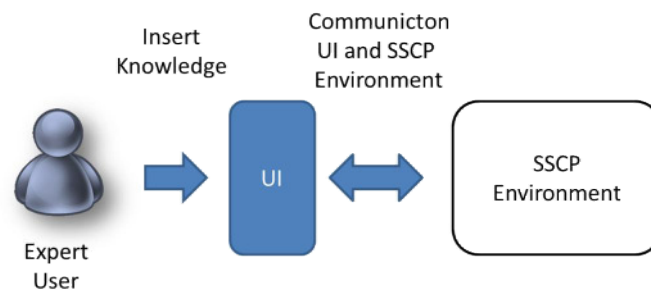 Insert
Knowledge
Communicton
UI and SSCP
Environment
UI
SSCP
Environment
Expert
User